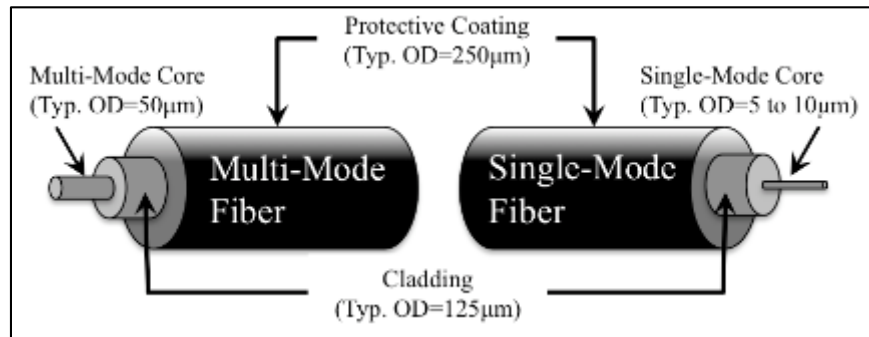 Protective Coating
(Typ. OD=250μm)
Multi-Mode Core
(Typ. OD=50μm)
Single-Mode Core
(Typ. OD=5 to 10μm)
Multi-Mode
Fiber
Single-Mode
Fiber
Cladding
(Typ. OD=125μm)